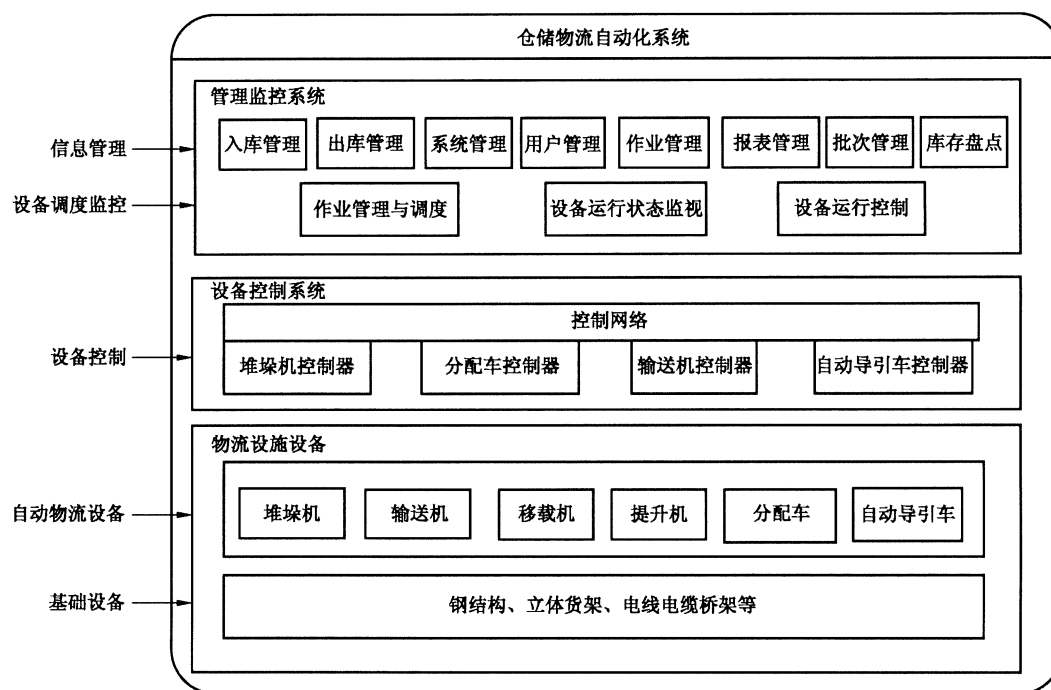 仓储物流自动化系统
管理监控系统
信息管理
入库管理 出库管理 系统管理 用户管理 作业管理 报表管理 批次管理 库存盘点
设备调度监控
作业管理与调度 设备运行状态监视 设备运行控制
设备控制系统
控制网络
设备控制
堆垛机控制器 分配车控制器 输送机控制器 自动导引车控制器
物流设施设备
自动物流设备
堆垛机 输送机 移载机 提升机 分配车 自动导引车
基础设备
钢结构、立体货架、电线电缆桥架等